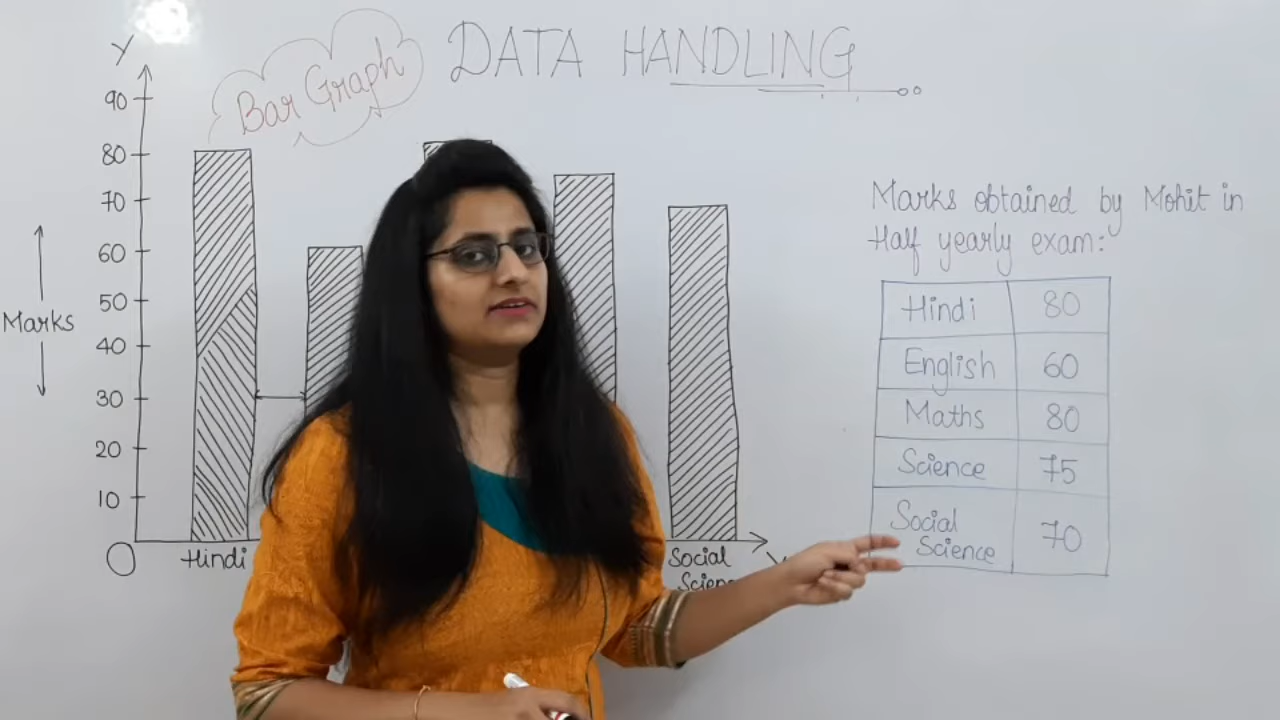 Y
Bar Graph
DATA HANDLING
90
80
70
60
50
40
30
20
10
O
Marks
Hindi
Social
Marks obtained by Mohit in
Half yearly exam:
Hindi 80
English 60
Maths 80
Science 75
Social
Science 70